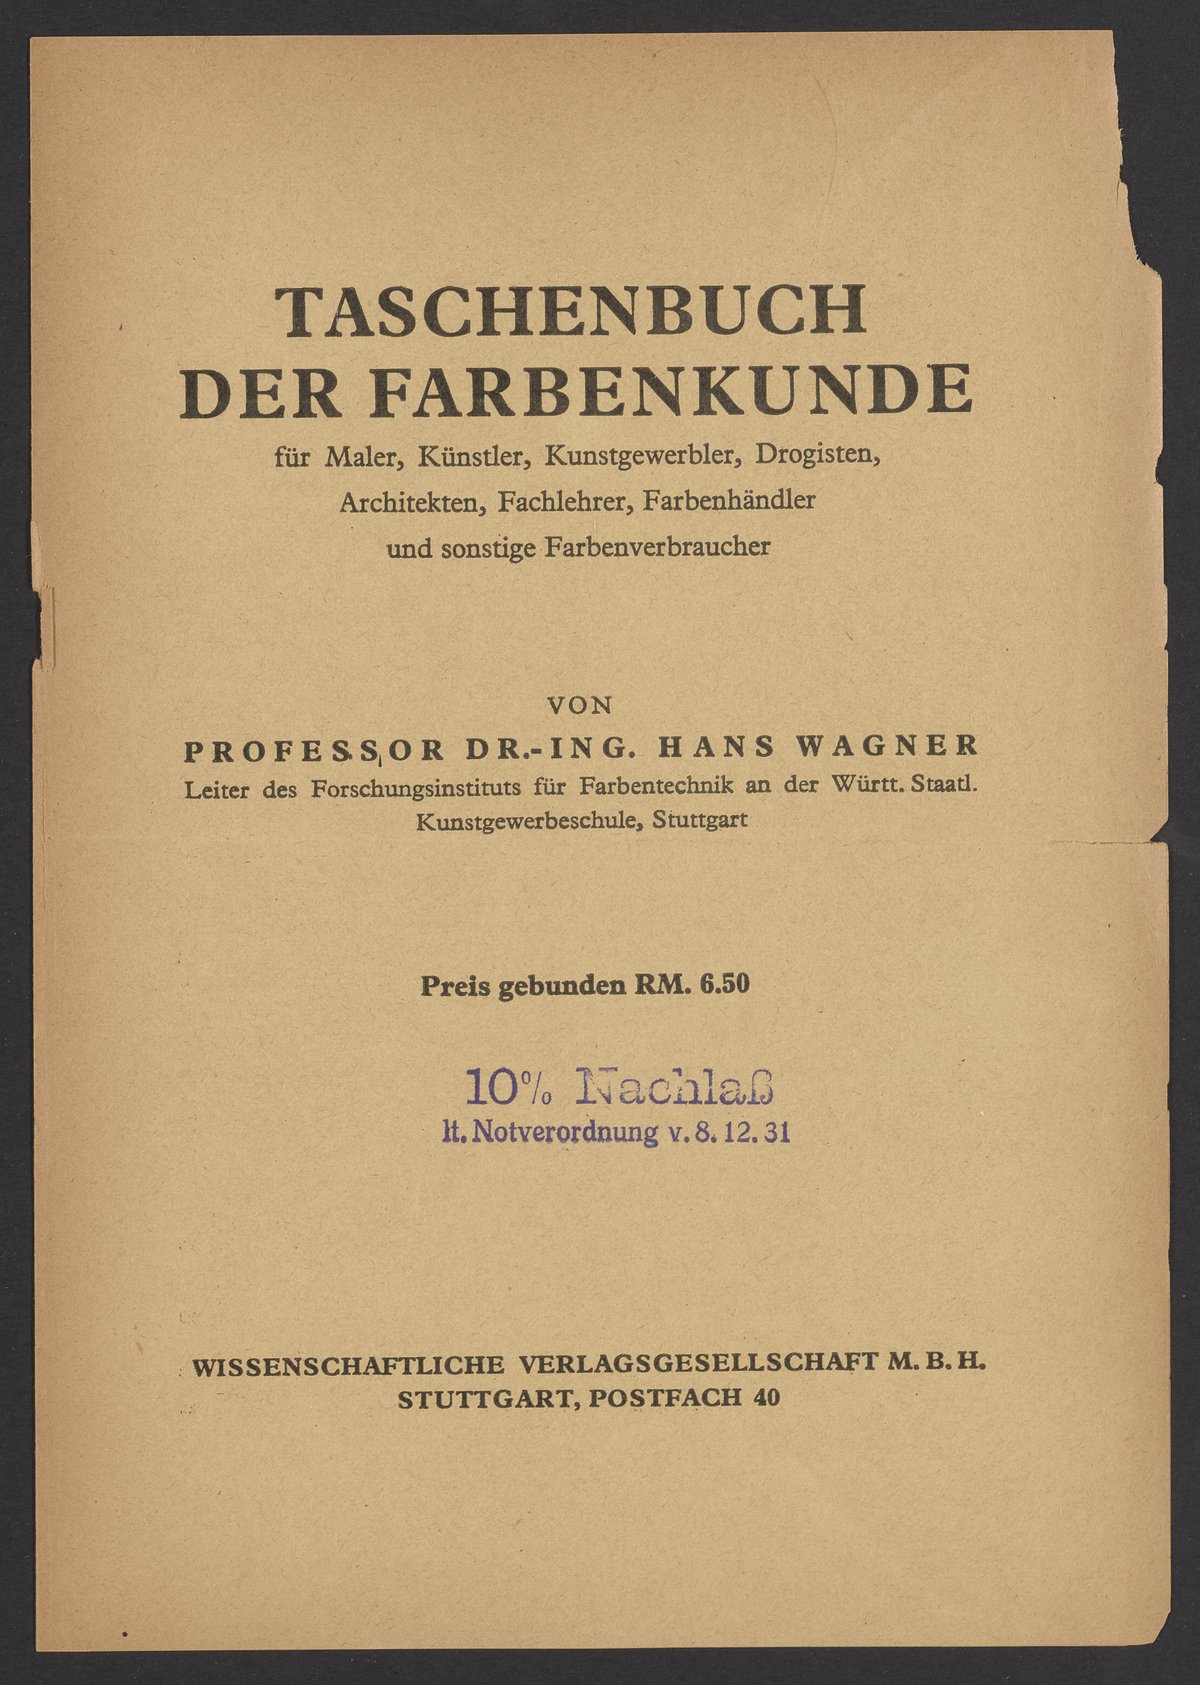 TASCHENBUCH
DER FARBENKUNDE
für Maler, Künstler, Kunstgewerbler, Drogisten,
Architekten, Fachlehrer, Farbenhändler
und sonstige Farbenverbraucher
VON
PROFESSOR DR.-ING. HANS WAGNER
Leiter des Forschungsinstituts für Farbentechnik an der Württ. Staatl.
Kunstgewerbeschule, Stuttgart
Preis gebunden RM. 6.50
10% Nachlaß
lt. Notverordnung v. 8. 12. 31
WISSENSCHAFTLICHE VERLAGSGESELLSCHAFT M. B. H.
STUTTGART, POSTFACH 40